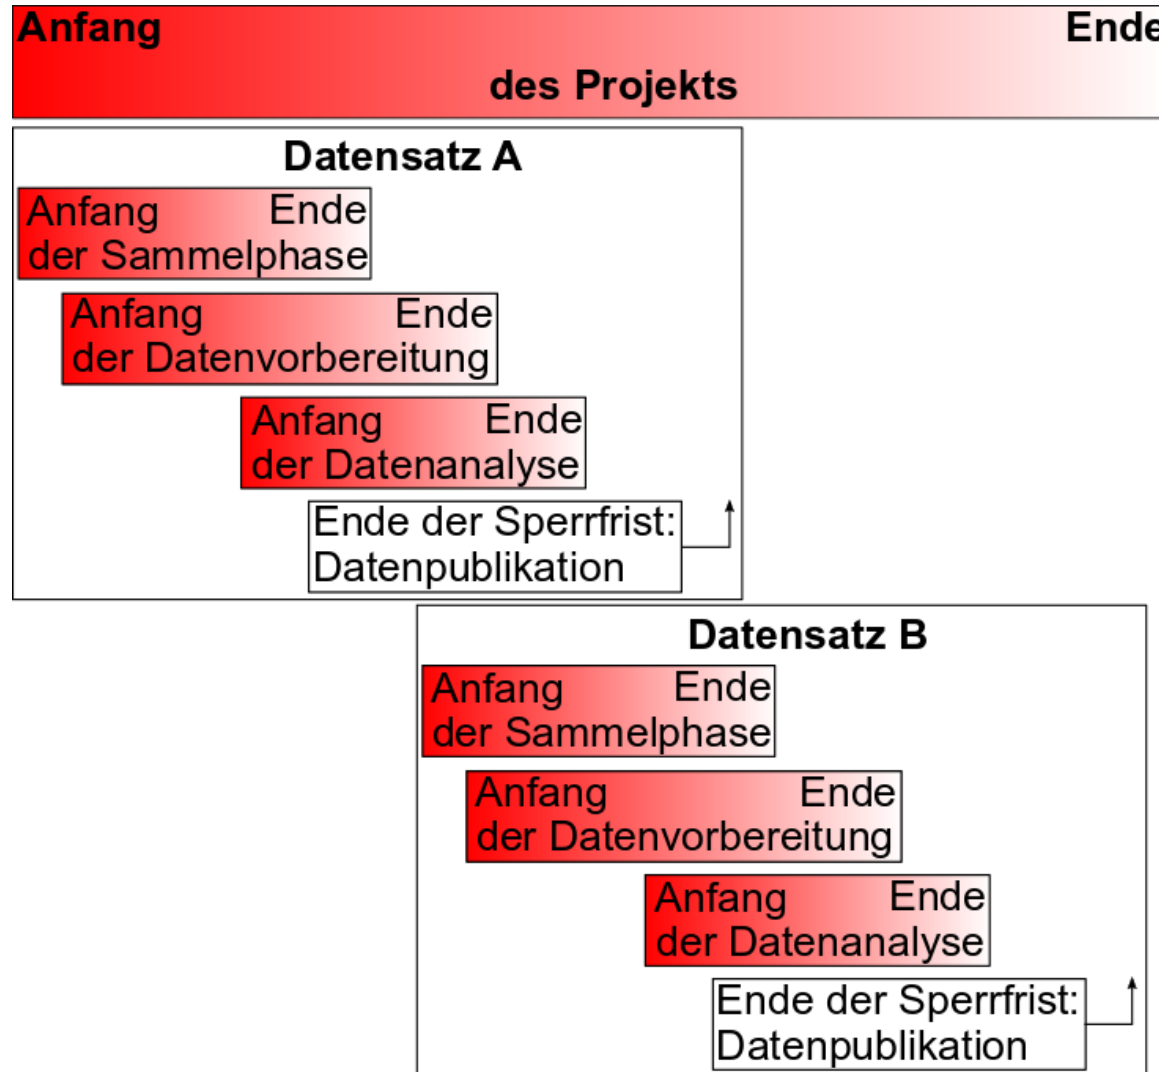 Anfang Ende
des Projekts
Datensatz A
Anfang Ende
der Sammelphase
Anfang Ende
der Datenvorbereitung
Anfang Ende
der Datenanalyse
Ende der Sperrfrist:
Datenpublikation
Datensatz B
Anfang Ende
der Sammelphase
Anfang Ende
der Datenvorbereitung
Anfang Ende
der Datenanalyse
Ende der Sperrfrist:
Datenpublikation